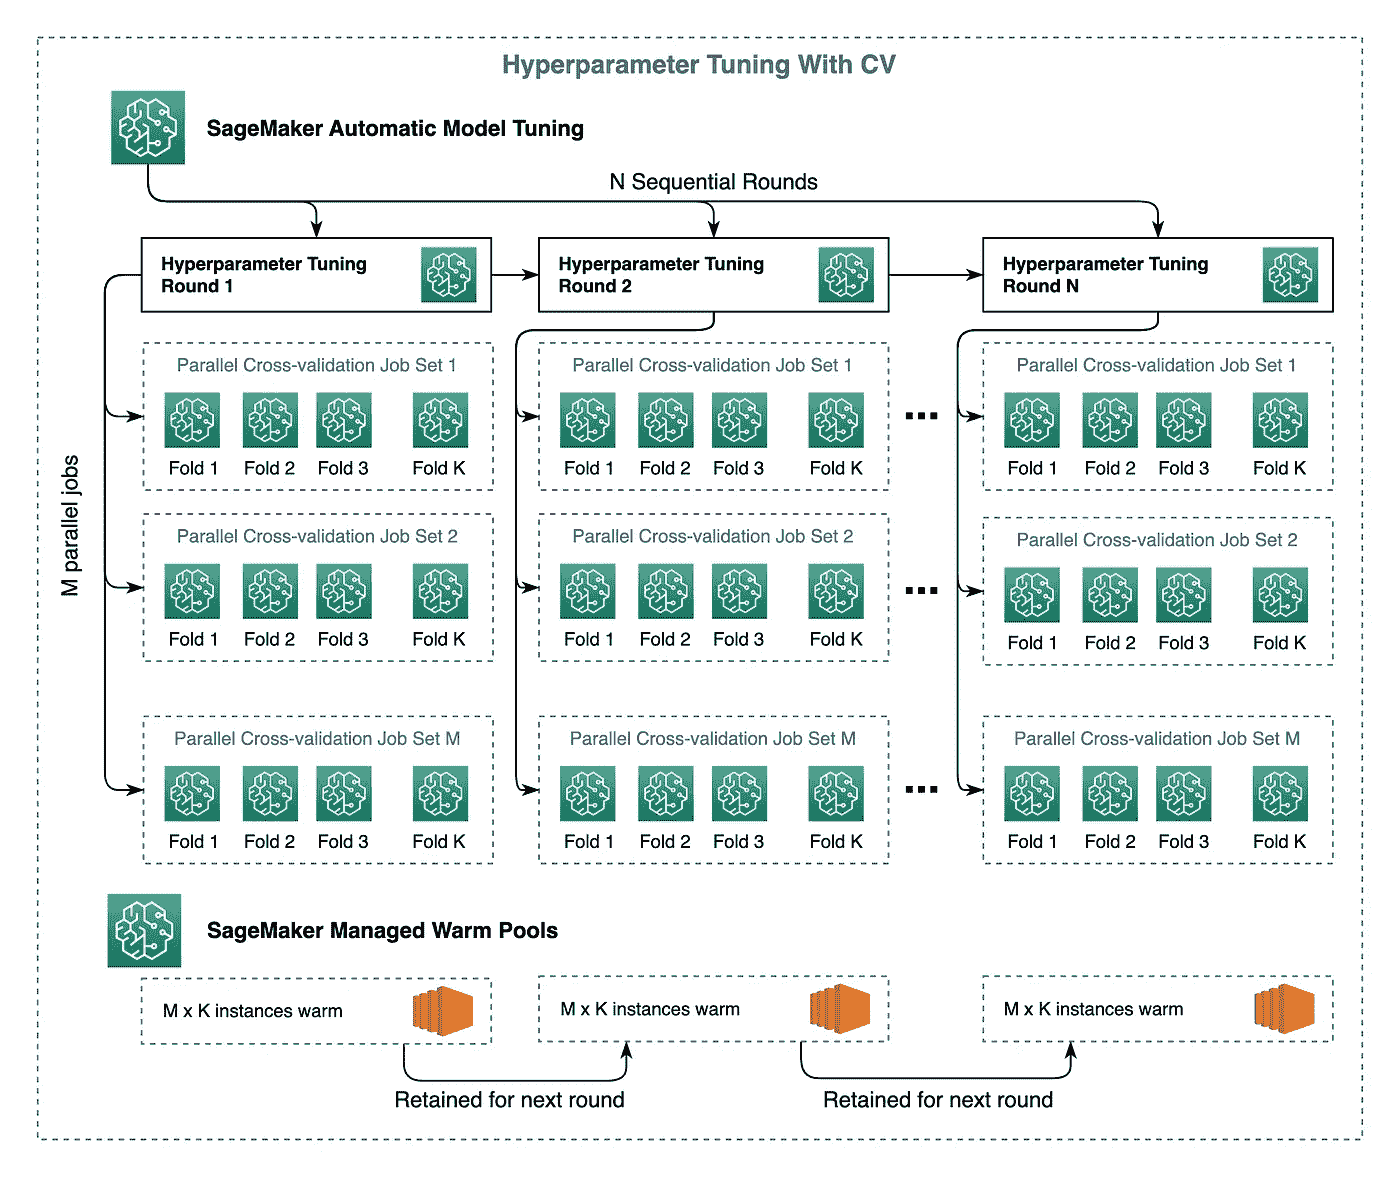 Hyperparameter Tuning With CV
SageMaker Automatic Model Tuning
N Sequential Rounds
Hyperparameter Tuning
Round 1
Hyperparameter Tuning
Round 2
Hyperparameter Tuning
Round N
M parallel jobs
Parallel Cross-validation Job Set 1
Fold 1 Fold 2 Fold 3 Fold K
Parallel Cross-validation Job Set 1
Fold 1 Fold 2 Fold 3 Fold K
...
Parallel Cross-validation Job Set 1
Fold 1 Fold 2 Fold 3 Fold K
Parallel Cross-validation Job Set 2
Fold 1 Fold 2 Fold 3 Fold K
Parallel Cross-validation Job Set 2
Fold 1 Fold 2 Fold 3 Fold K
...
Parallel Cross-validation Job Set 2
Fold 1 Fold 2 Fold 3 Fold K
Parallel Cross-validation Job Set M
Fold 1 Fold 2 Fold 3 Fold K
Parallel Cross-validation Job Set M
Fold 1 Fold 2 Fold 3 Fold K
...
Parallel Cross-validation Job Set M
Fold 1 Fold 2 Fold 3 Fold K
SageMaker Managed Warm Pools
M x K instances warm
M x K instances warm
M x K instances warm
Retained for next round
Retained for next round